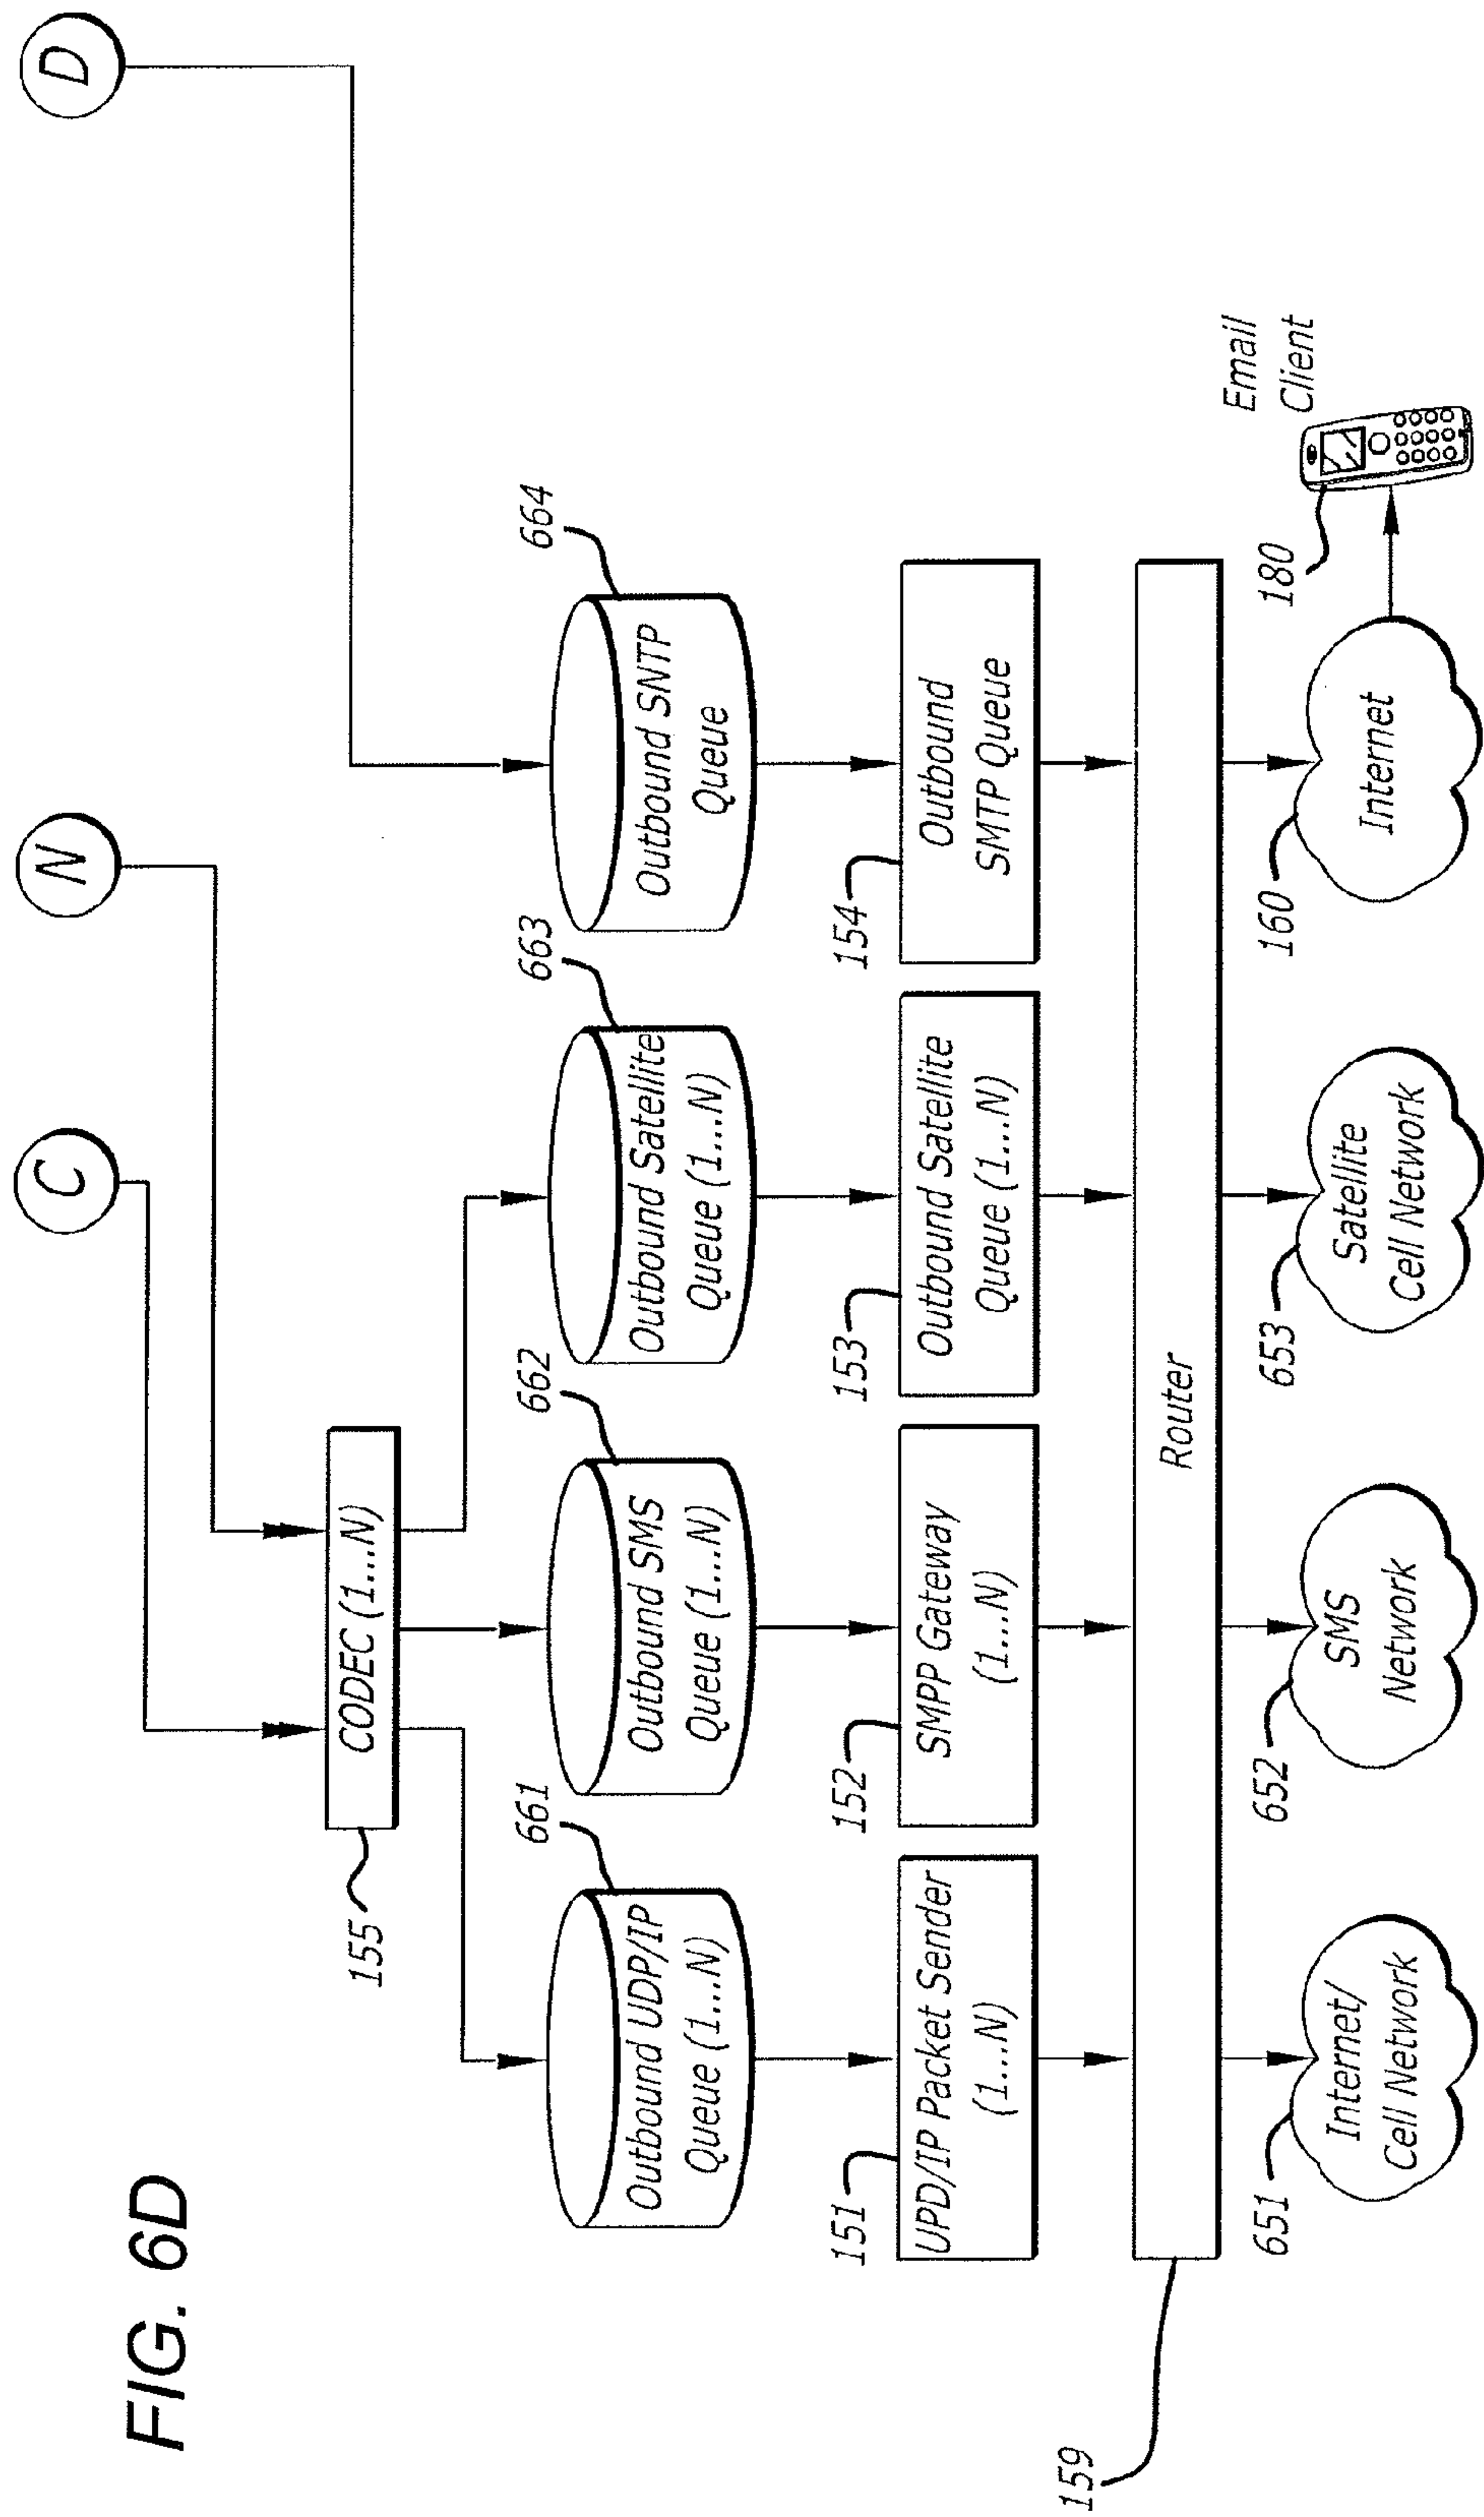 FIG. 6D
C
N
D
155
CODEC (1...N)
661
662
663
664
Outbound UDP/IP
Queue (1...N)
Outbound SMS
Queue (1...N)
Outbound Satellite
Queue (1...N)
Outbound SNTP
Queue
151
152
153
154
UPD/IP Packet Sender
(1...N)
SMPP Gateway
(1...N)
Outbound Satellite
Queue (1...N)
Outbound
SMTP Queue
159
Router
651
652
653
160
180
Email
Client
Internet/
Cell Network
SMS
Network
Satellite
Cell Network
Internet